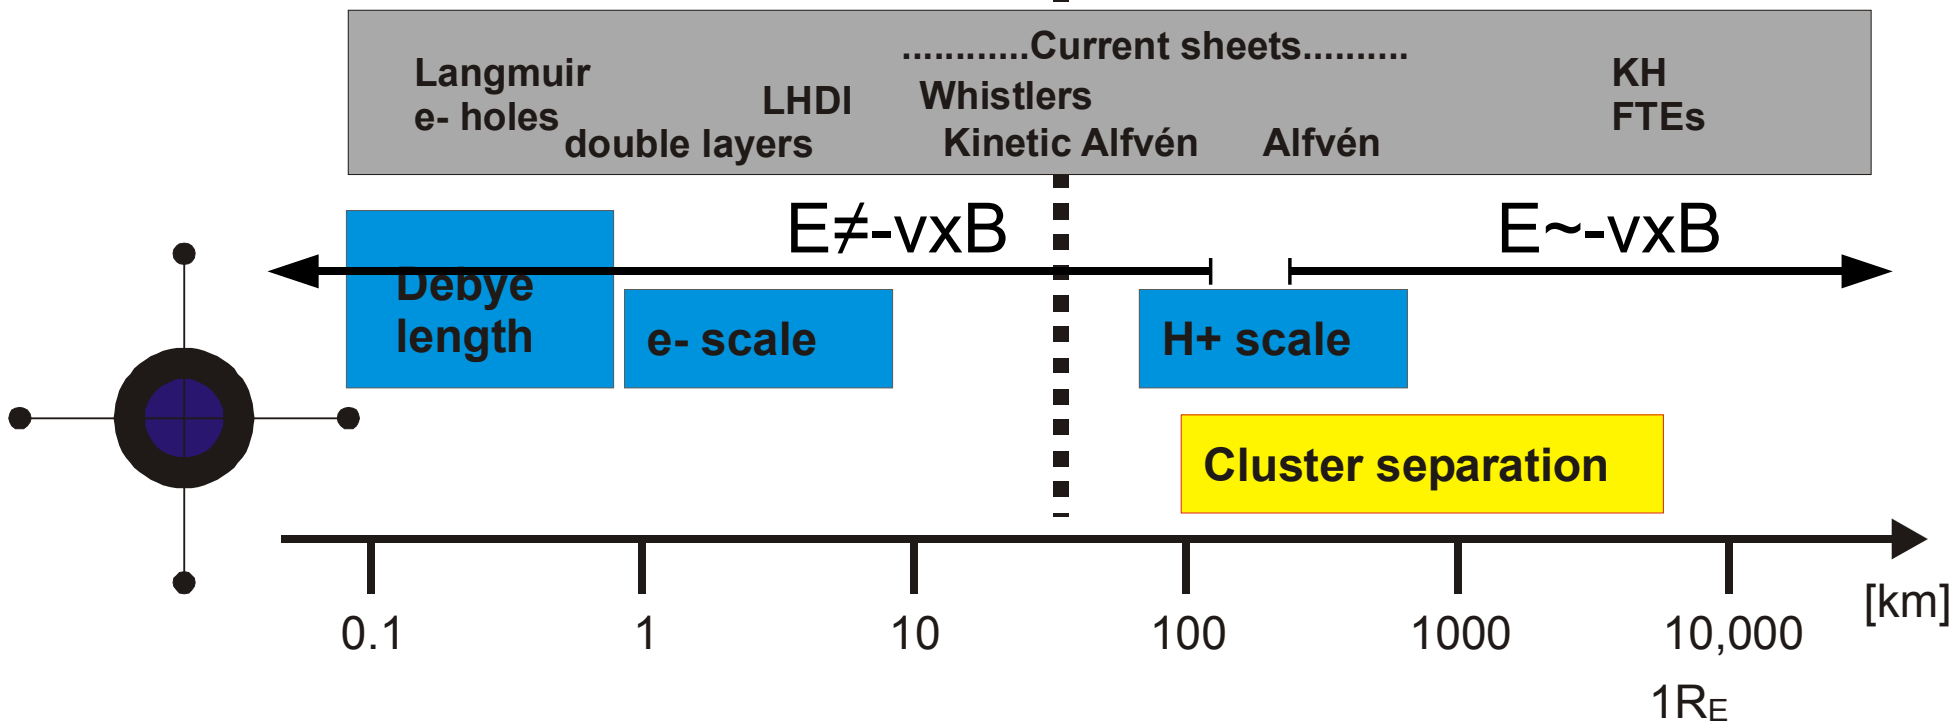 ............Current sheets..........
Langmuir
e- holes
double layers
LHDI
Whistlers
Kinetic Alfvén
Alfvén
KH
FTEs
E≠-vxB
E~-vxB
Debye
length
e- scale
H+ scale
Cluster separation
0.1 1 10 100 1000 10,000 [km]
1RE